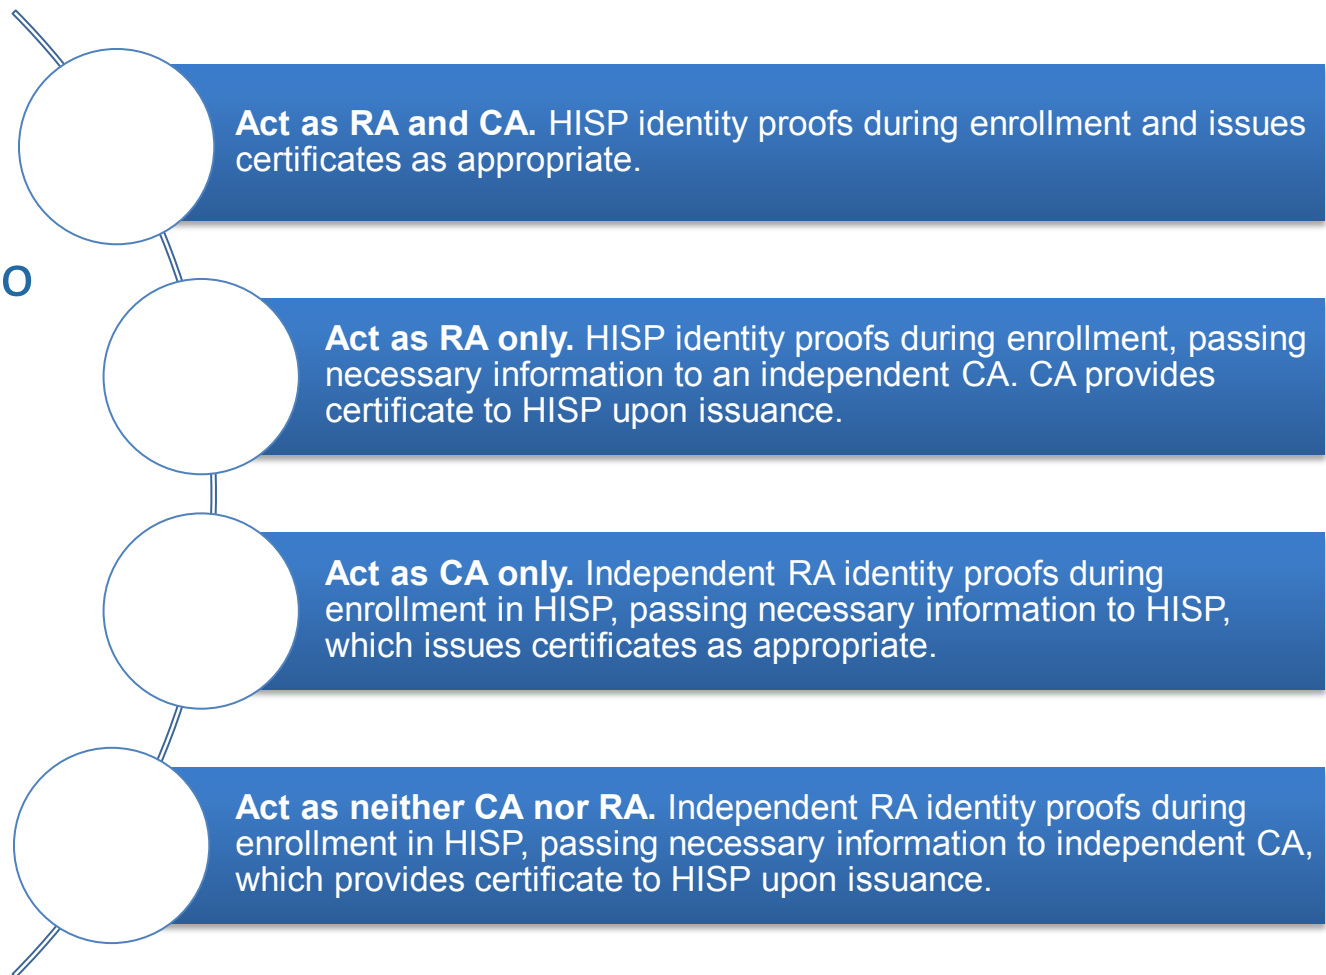 Act as RA and CA. HISP identity proofs during enrollment and issues
certificates as appropriate.
o
Act as RA only. HISP identity proofs during enrollment, passing
necessary information to an independent CA. CA provides
certificate to HISP upon issuance.
Act as CA only. Independent RA identity proofs during
enrollment in HISP, passing necessary information to HISP,
which issues certificates as appropriate.
Act as neither CA nor RA. Independent RA identity proofs during
enrollment in HISP, passing necessary information to independent CA,
which provides certificate to HISP upon issuance.